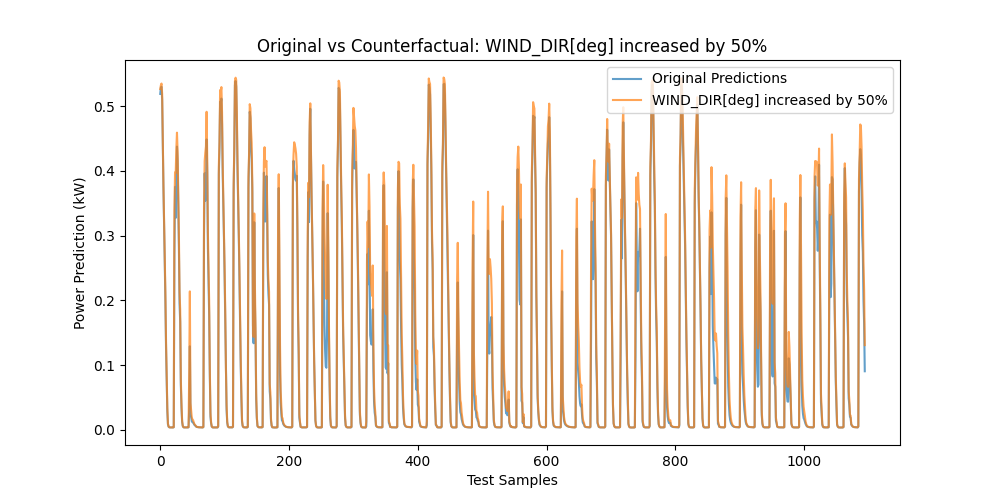 Original vs Counterfactual: WIND_DIR[deg] increased by 50%
Original Predictions
WIND_DIR[deg] increased by 50%
Power Prediction (kW)
0.5
0.4
0.3
0.2
0.1
0.0
0 200 400 600 800 1000
Test Samples